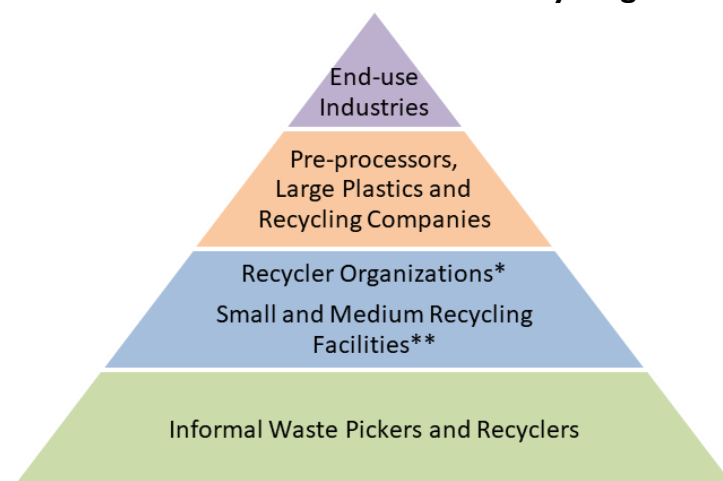 End-use
Industries
Pre-processors,
Large Plastics and
Recycling Companies
Recycler Organizations*
Small and Medium Recycling
Facilities**
Informal Waste Pickers and Recyclers